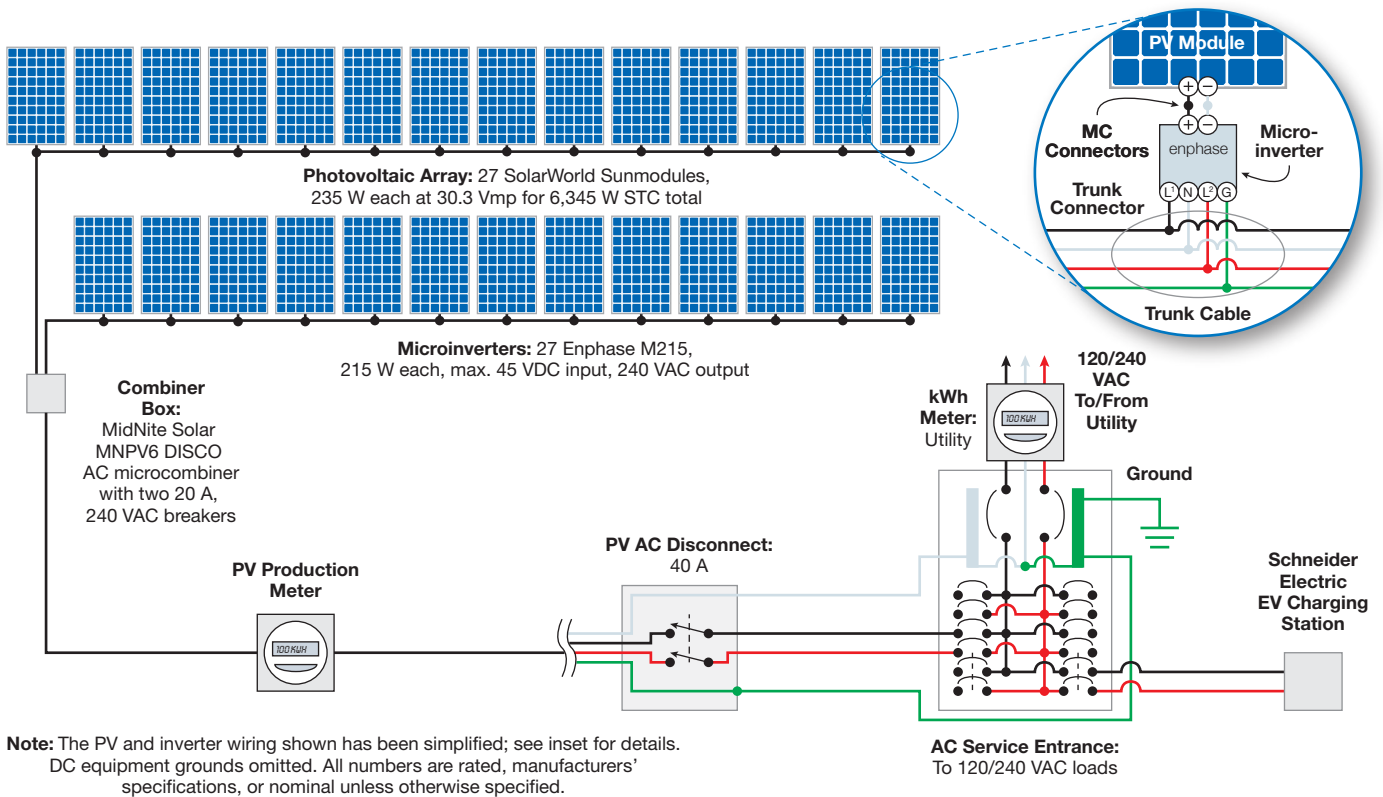 PV Module
+ −
MC
Connectors
+ −
enphase
Micro-
inverter
L1 N L2 G
Trunk
Connector
Trunk Cable
Photovoltaic Array: 27 SolarWorld Sunmodules,
235 W each at 30.3 Vmp for 6,345 W STC total
Microinverters: 27 Enphase M215,
215 W each, max. 45 VDC input, 240 VAC output
Combiner
Box:
MidNite Solar
MNPV6 DISCO
AC microcombiner
with two 20 A,
240 VAC breakers
kWh
Meter:
Utility
100 KWH
120/240
VAC
To/From
Utility
Ground
PV Production
Meter
100 KWH
PV AC Disconnect:
40 A
Schneider
Electric
EV Charging
Station
AC Service Entrance:
To 120/240 VAC loads
Note: The PV and inverter wiring shown has been simplified; see inset for details.
DC equipment grounds omitted. All numbers are rated, manufacturers’
specifications, or nominal unless otherwise specified.